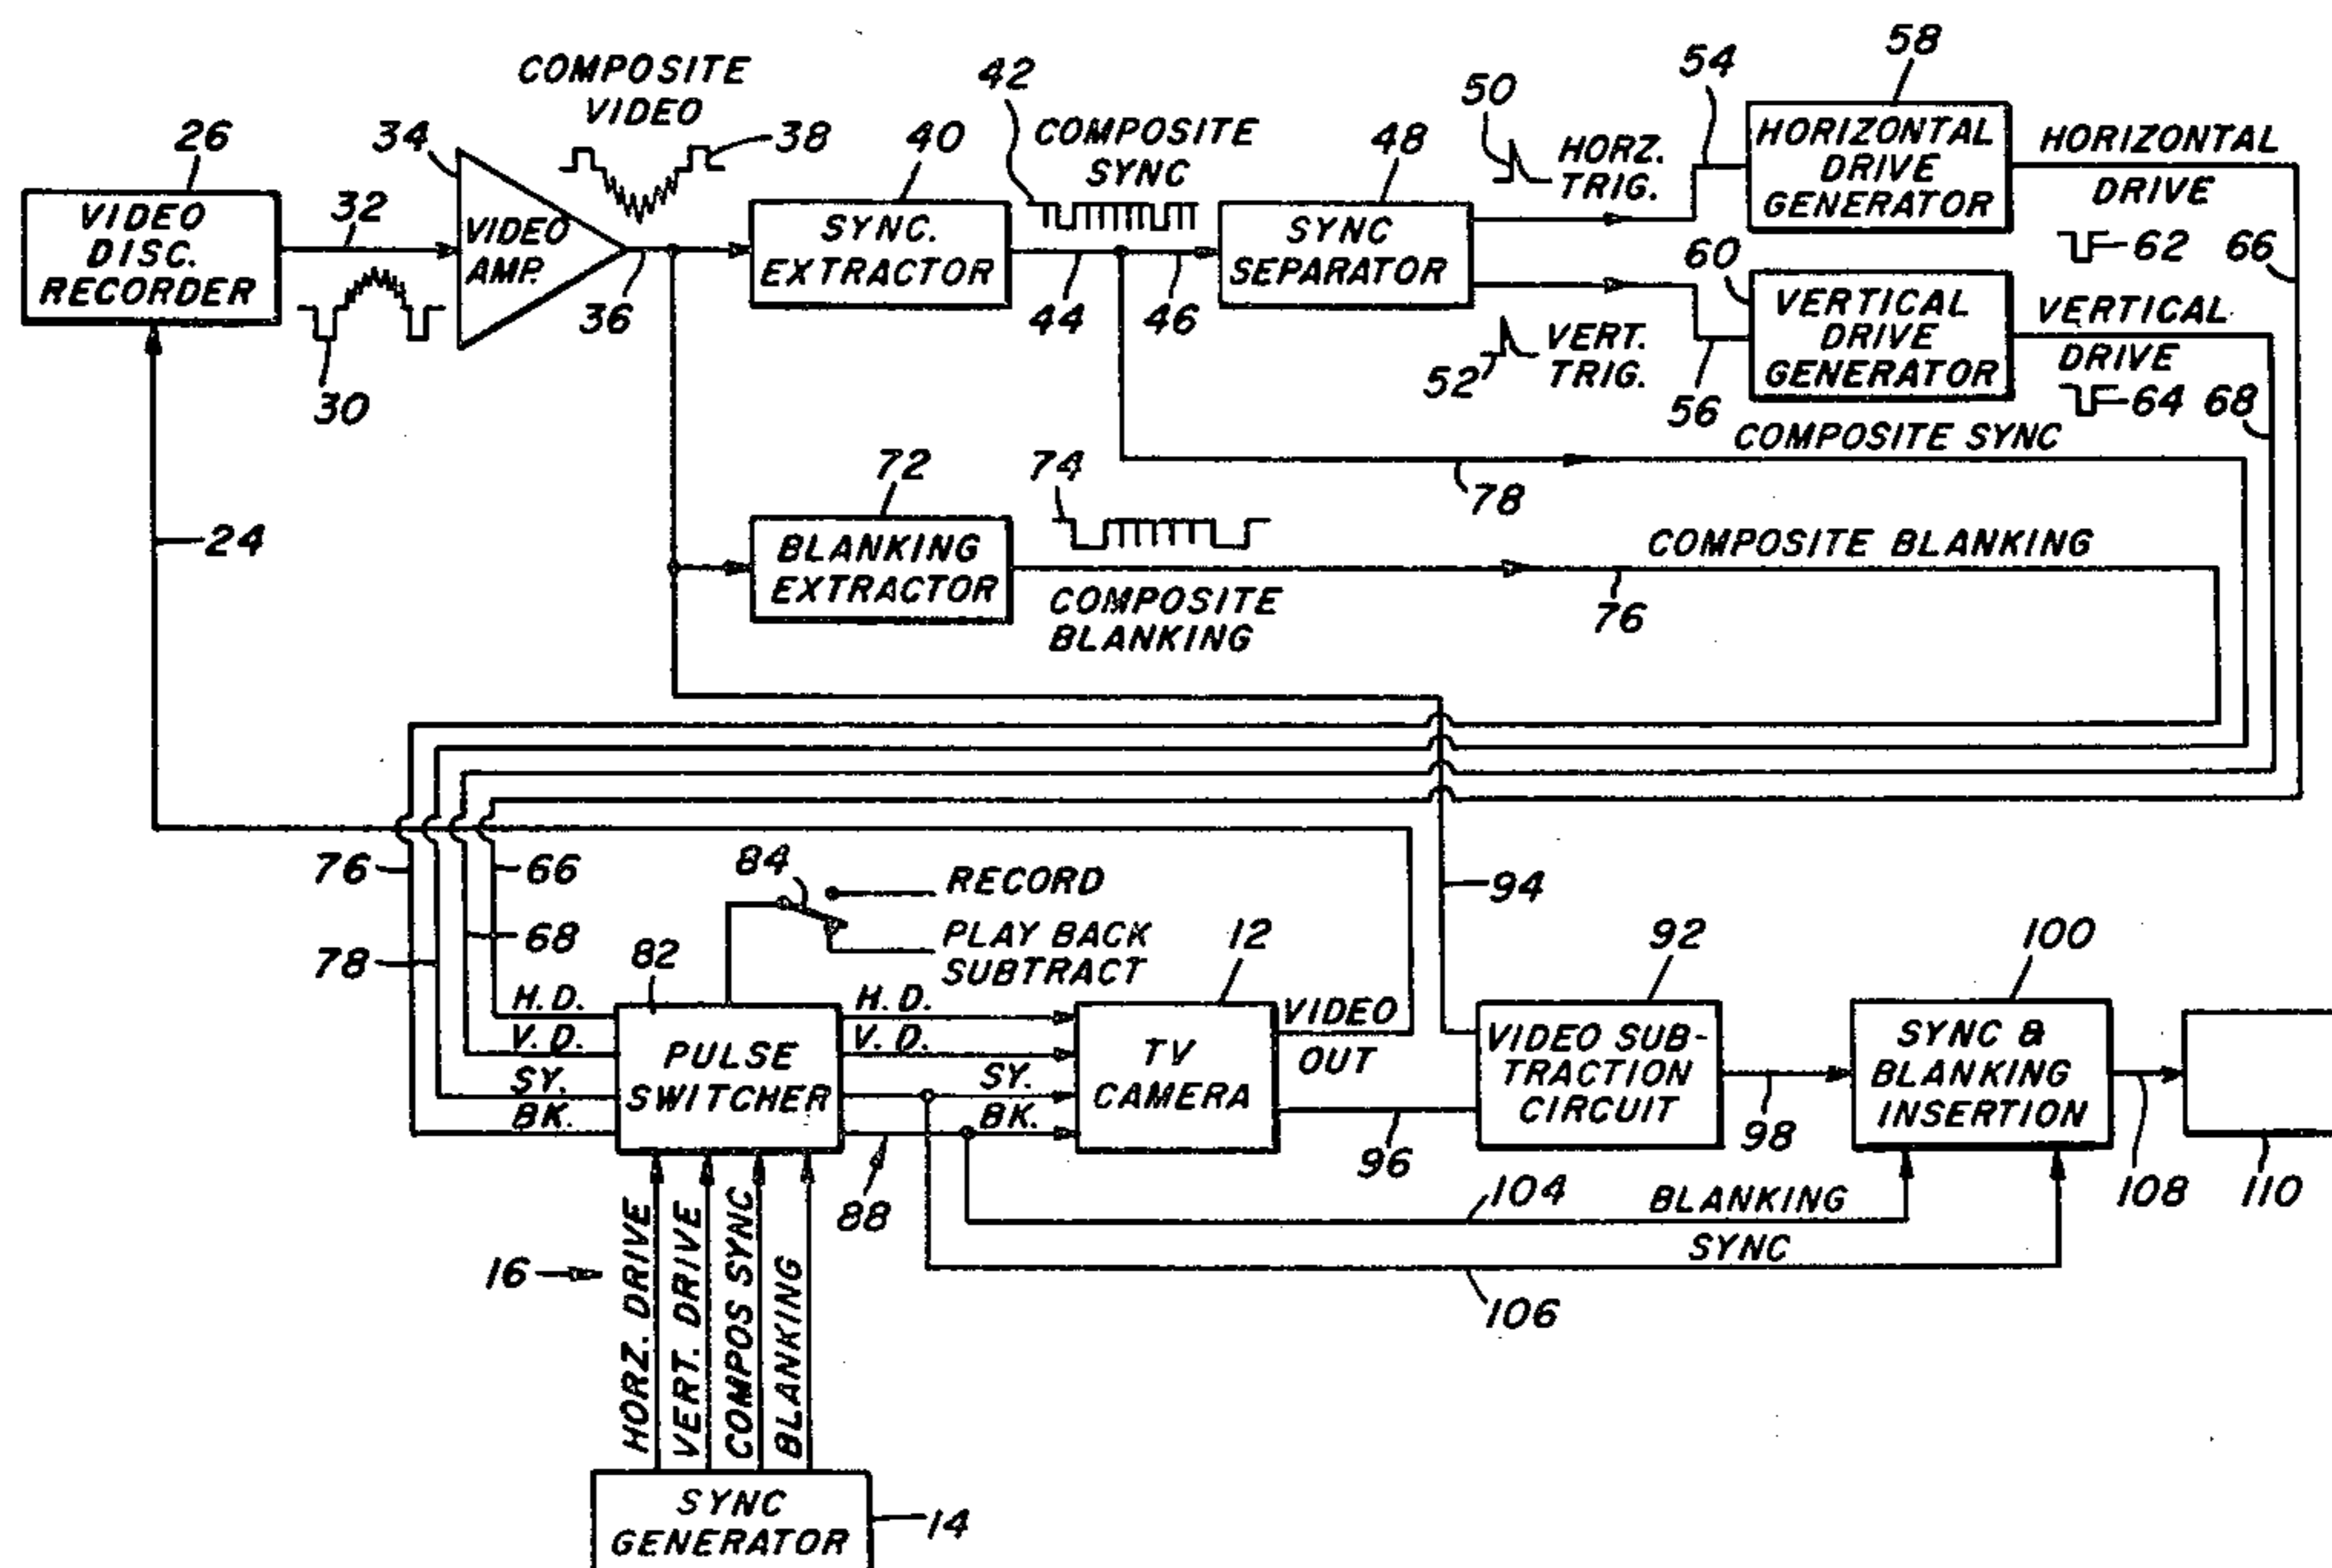 COMPOSITE
VIDEO
26
34
32
38
40
42
COMPOSITE
SYNC
48
50
HORZ.
TRIG.
54
58
VIDEO
DISC.
RECORDER
VIDEO
AMP.
SYNC.
EXTRACTOR
SYNC
SEPARATOR
HORIZONTAL
DRIVE
GENERATOR
HORIZONTAL
DRIVE
62
66
30
36
44
46
52
VERT.
TRIG.
56
60
VERTICAL
DRIVE
GENERATOR
VERTICAL
DRIVE
64
68
COMPOSITE SYNC
78
24
72
74
BLANKING
EXTRACTOR
COMPOSITE
BLANKING
COMPOSITE BLANKING
76
76
66
68
78
84
RECORD
PLAY BACK
SUBTRACT
82
12
94
92
100
H.D.
V.D.
SY.
BK.
PULSE
SWITCHER
H.D.
V.D.
SY.
BK.
TV
CAMERA
VIDEO
OUT
96
VIDEO SUB-
TRACTION
CIRCUIT
98
SYNC &
BLANKING
INSERTION
108
110
88
104
BLANKING
SYNC
106
16
HORZ. DRIVE
VERT. DRIVE
COMPOS SYNC
BLANKING
SYNC
GENERATOR
14